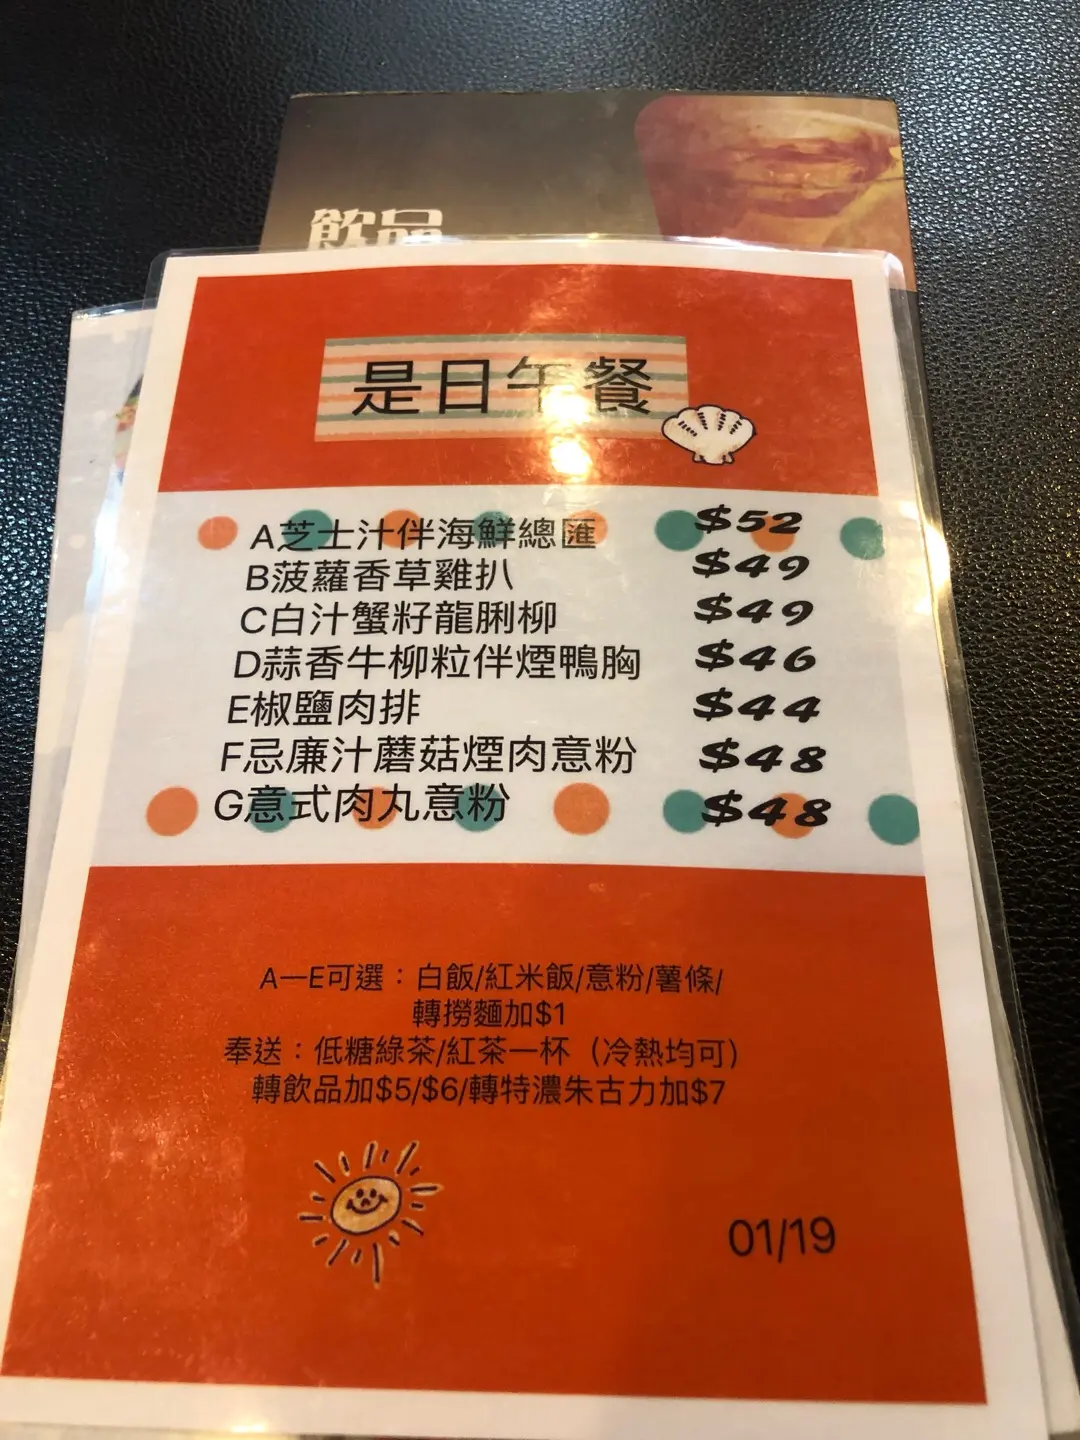 飲品
是日午餐
A芝士汁伴海鮮總匯 $52
B菠蘿香草雞扒 $49
C白汁蟹籽龍脷柳 $49
D蒜香牛柳粒伴煙鴨胸 $46
E椒鹽肉排 $44
F忌廉汁蘑菇煙肉意粉 $48
G意式肉丸意粉 $48
A—E可選：白飯/紅米飯/意粉/薯條/
轉撈麵加$1
奉送：低糖綠茶/紅茶一杯（冷熱均可）
轉飲品加$5/$6/轉特濃朱古力加$7
01/19